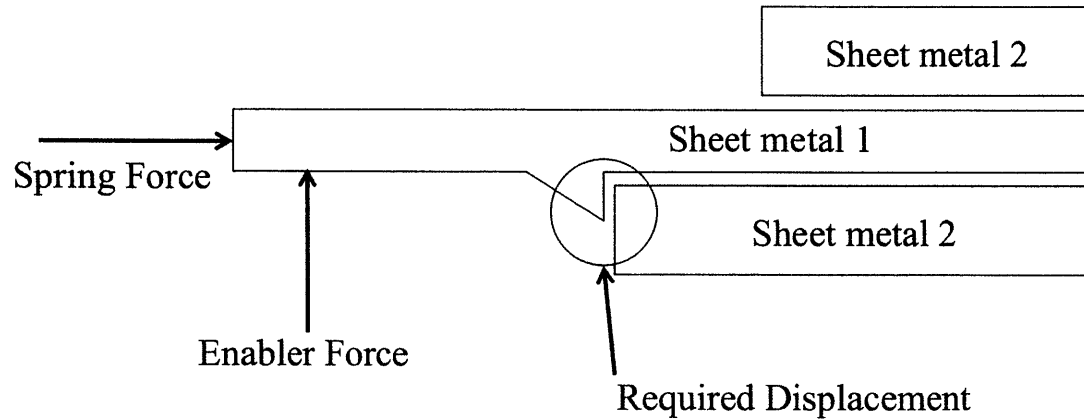 Sheet metal 2
Sheet metal 1
Spring Force
Sheet metal 2
Enabler Force
Required Displacement